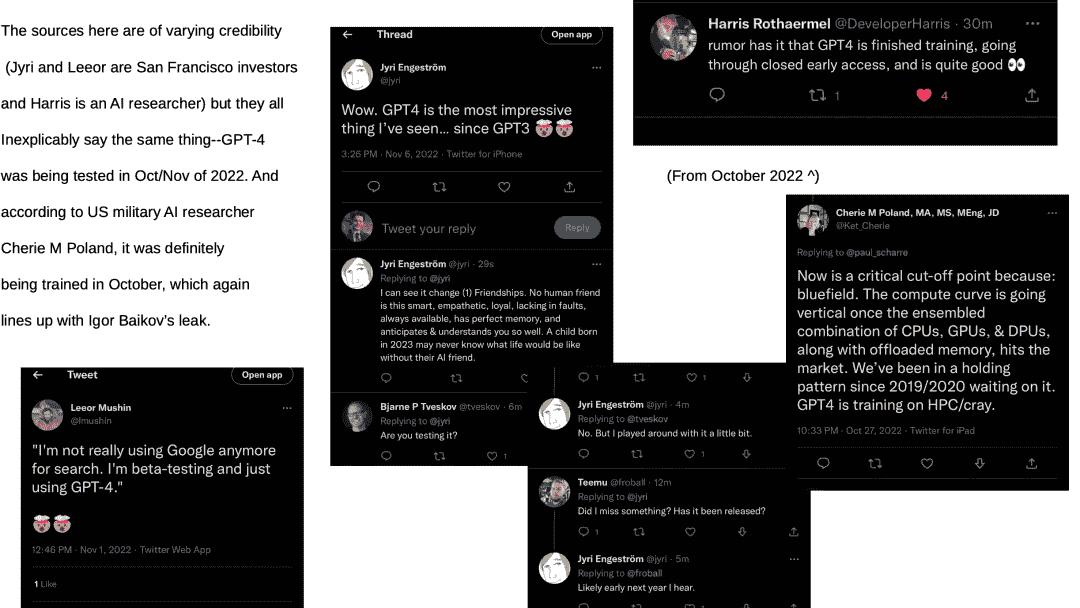 The sources here are of varying credibility
(Jyri and Leeor are San Francisco investors
and Harris is an AI researcher) but they all
Inexplicably say the same thing--GPT-4
was being tested in Oct/Nov of 2022. And
according to US military AI researcher
Cherie M Poland, it was definitely
being trained in October, which again
lines up with Igor Baikov's leak.
Tweet
Open app
Leeor Mushin
@lmushin
"I'm not really using Google anymore
for search. I'm beta-testing and just
using GPT-4."
🤯🤯
12:46 PM · Nov 1, 2022 · Twitter Web App
1 Like
Thread
Open app
Jyri Engeström
@jyri
Wow. GPT4 is the most impressive
thing I've seen... since GPT3 🤯🤯
3:26 PM · Nov 6, 2022 · Twitter for iPhone
Tweet your reply
Reply
Jyri Engeström @jyri · 29s
Replying to @jyri
I can see it change (1) Friendships. No human friend
is this smart, empathetic, loyal, lacking in faults,
always available, has perfect memory, and
anticipates & understands you so well. A child born
in 2023 may never know what life would be like
without their AI friend.
Bjarne P Tveskov @tveskov · 6m
Replying to @jyri
Are you testing it?
1
1
1
Jyri Engeström @jyri · 4m
Replying to @tveskov
No. But I played around with it a little bit.
1
Teemu @froball · 12m
Replying to @jyri
Did I miss something? Has it been released?
1
Jyri Engeström @jyri · 5m
Replying to @froball
Likely early next year I hear.
Harris Rothaermel @DeveloperHarris · 30m
rumor has it that GPT4 is finished training, going
through closed early access, and is quite good 👀
1
4
(From October 2022 ^)
Cherie M Poland, MA, MS, MEng, JD
@Ket_Cherie
Replying to @paul_scharre
Now is a critical cut-off point because:
bluefield. The compute curve is going
vertical once the ensembled
combination of CPUs, GPUs, & DPUs,
along with offloaded memory, hits the
market. We've been in a holding
pattern since 2019/2020 waiting on it.
GPT4 is training on HPC/cray.
10:33 PM · Oct 27, 2022 · Twitter for iPad